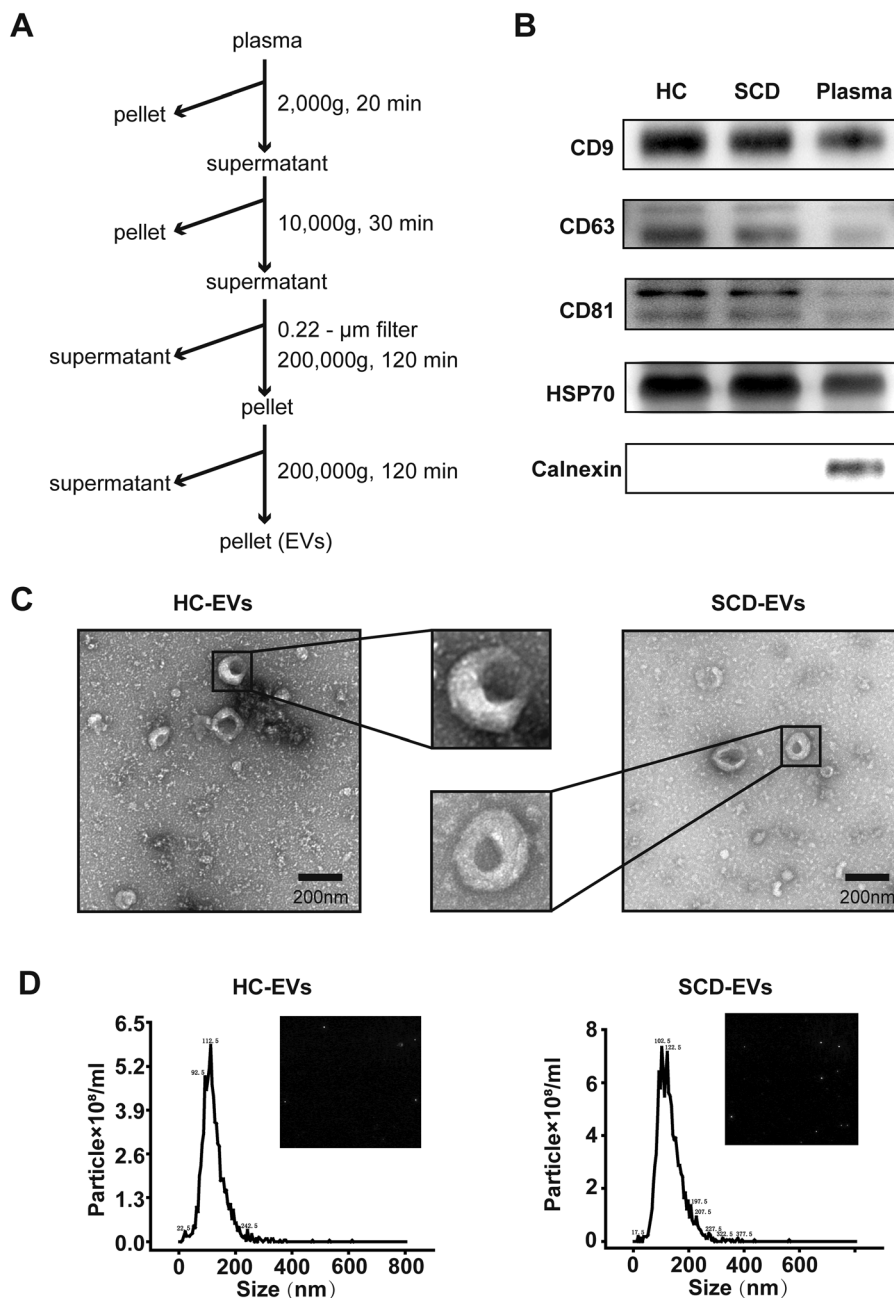 A
plasma
pellet
2,000g, 20 min
supermatant
pellet
10,000g, 30 min
supermatant
0.22 - μm filter
supermatant
200,000g, 120 min
pellet
supermatant
200,000g, 120 min
pellet (EVs)
B
HC SCD Plasma
CD9
CD63
CD81
HSP70
Calnexin
C
HC-EVs
SCD-EVs
200nm
200nm
D
HC-EVs
Particle×10⁸/ml
6.5
5.2
3.9
2.6
1.3
0.0
22.5
92.5
112.5
242.5
0 200 400 600 800
Size (nm)
SCD-EVs
Particle×10⁸/ml
8
6
4
2
0
17.5
102.5
122.5
197.5
207.5
227.5
322.5
377.5
0 200 400 600
Size (nm)